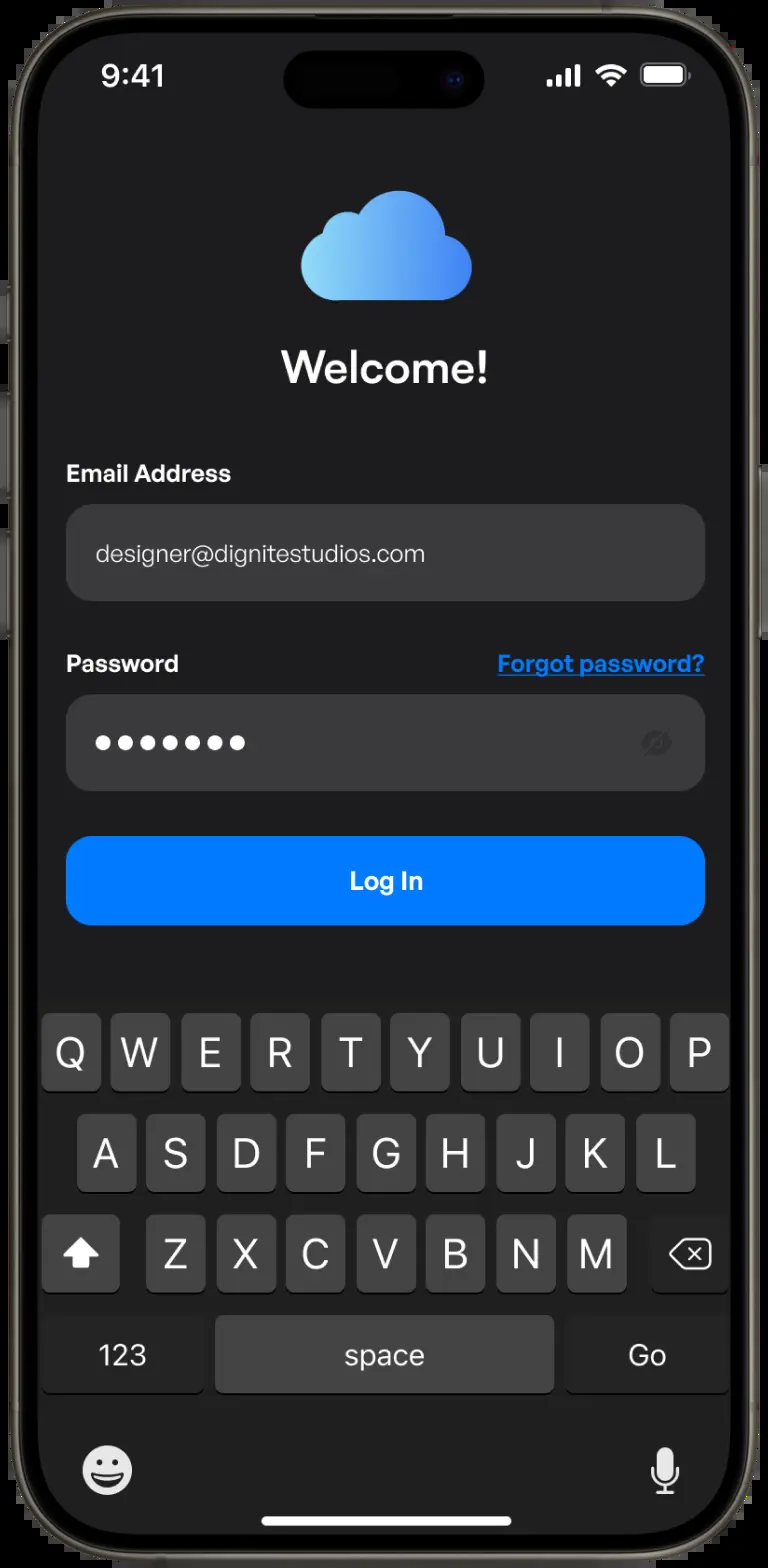 9:41
Welcome!
Email Address
designer@dignitestudios.com
Password Forgot password?
●●●●●●●
Log In
Q W E R T Y U I O P
A S D F G H J K L
Z X C V B N M
123 space Go